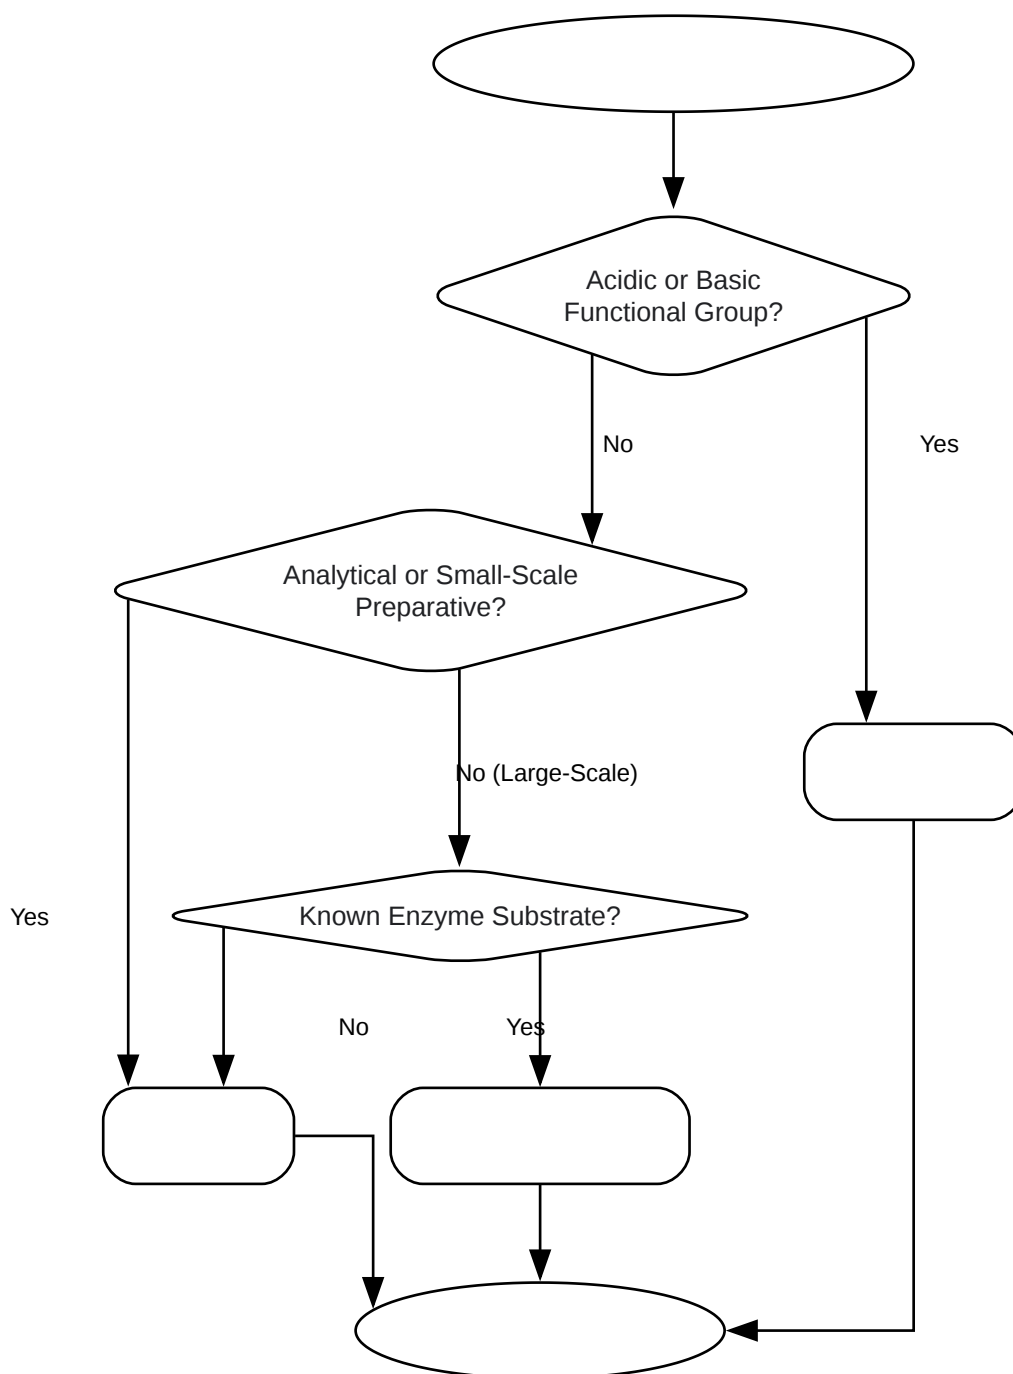 Acidic or Basic
Functional Group?
No
Yes
Analytical or Small-Scale
Preparative?
No (Large-Scale)
Yes
Known Enzyme Substrate?
No
Yes